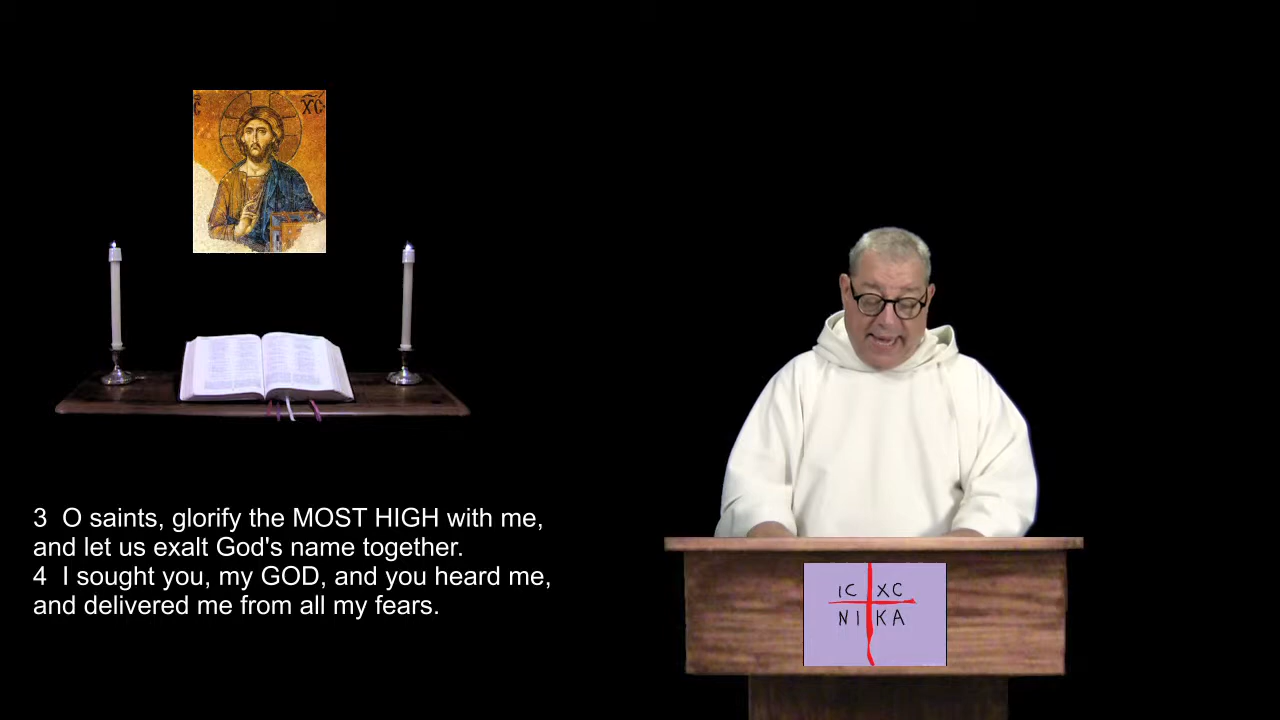 XC
3 O saints, glorify the MOST HIGH with me,
and let us exalt God's name together.
4 I sought you, my GOD, and you heard me,
and delivered me from all my fears.
IC XC
NI KA